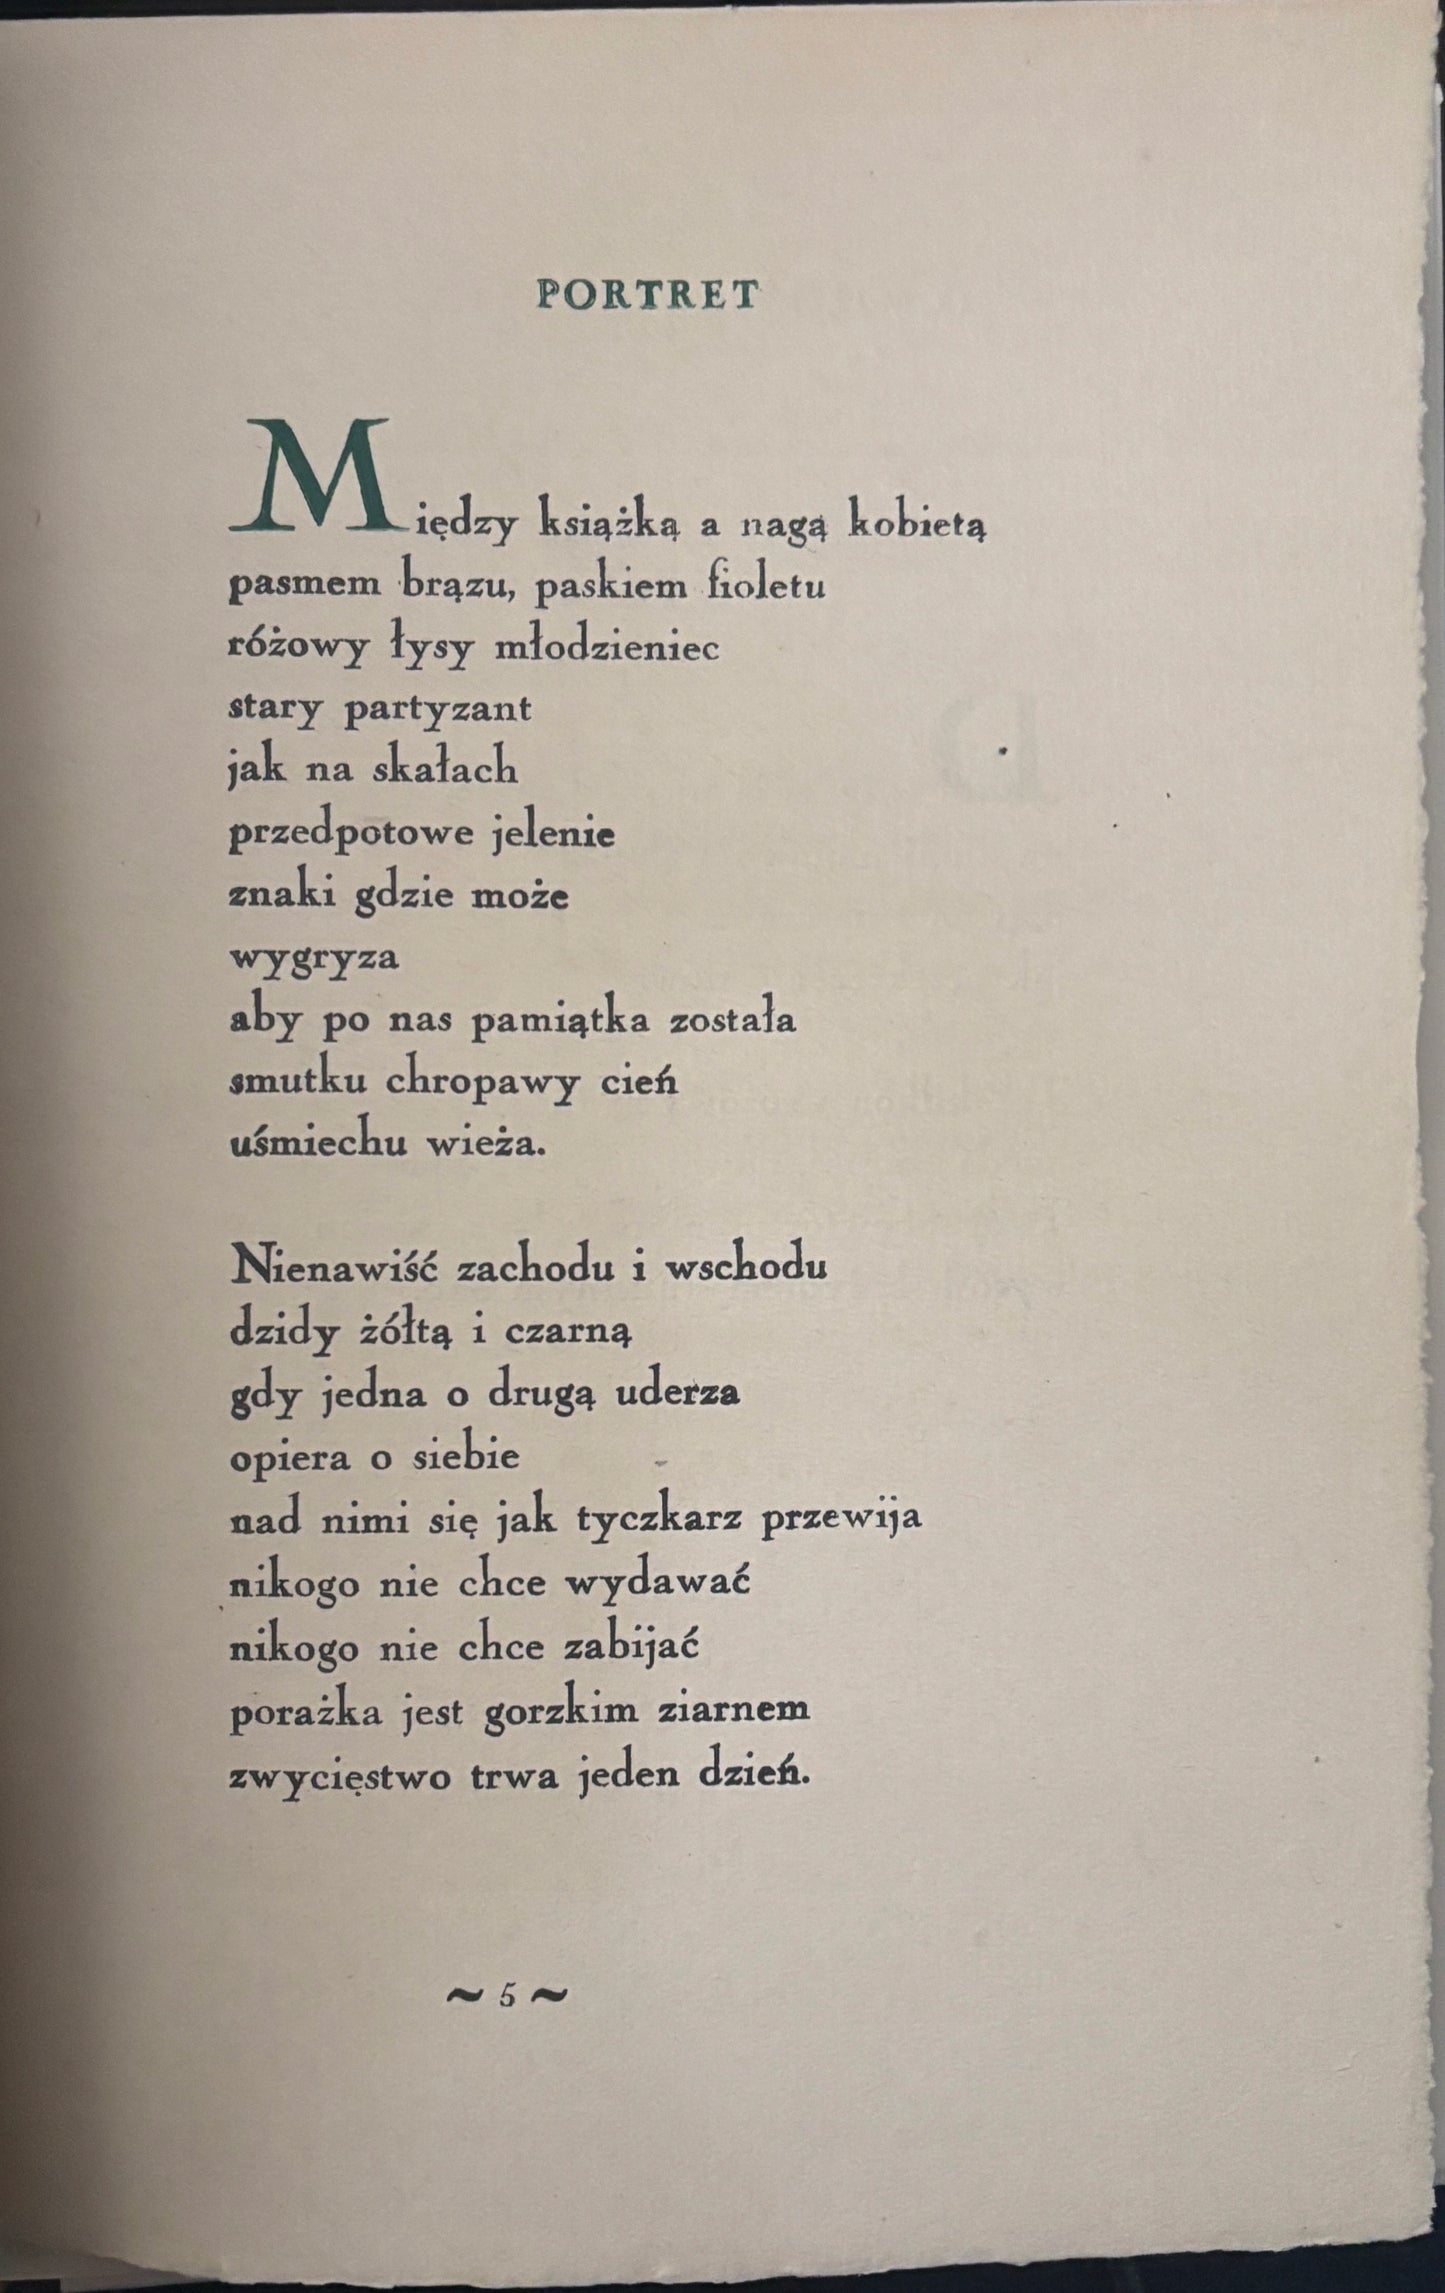 PORTRET
Między książką a nagą kobietą
pasmem brązu, paskiem fioletu
różowy łysy młodzieniec
stary partyzant
jak na skałach
przedpotowe jelenie
znaki gdzie może
wygryza
aby po nas pamiątka została
smutku chropawy cień
uśmiechu wieża.
Nienawiść zachodu i wschodu
dzidy żółtą i czarną
gdy jedna o drugą uderza
opiera o siebie
nad nimi się jak tyczkarz przewija
nikogo nie chce wydawać
nikogo nie chce zabijać
porażka jest gorzkim ziarnem
zwycięstwo trwa jeden dzień.
~ 5 ~